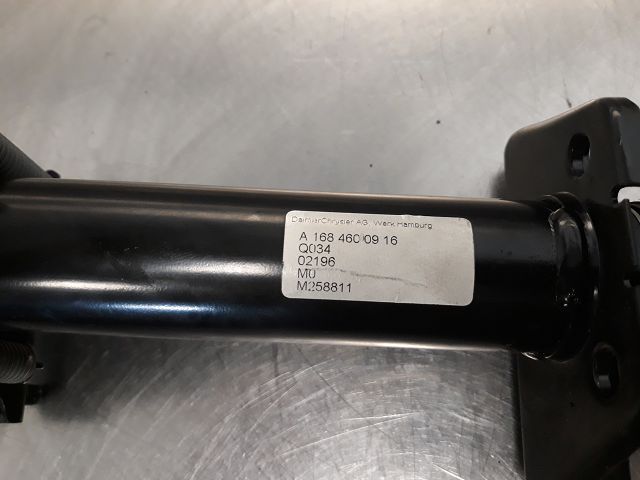 DaimlerChrysler AG, Werk Hamburg
A 168 460 09 16
Q034
02196
M0
M258811